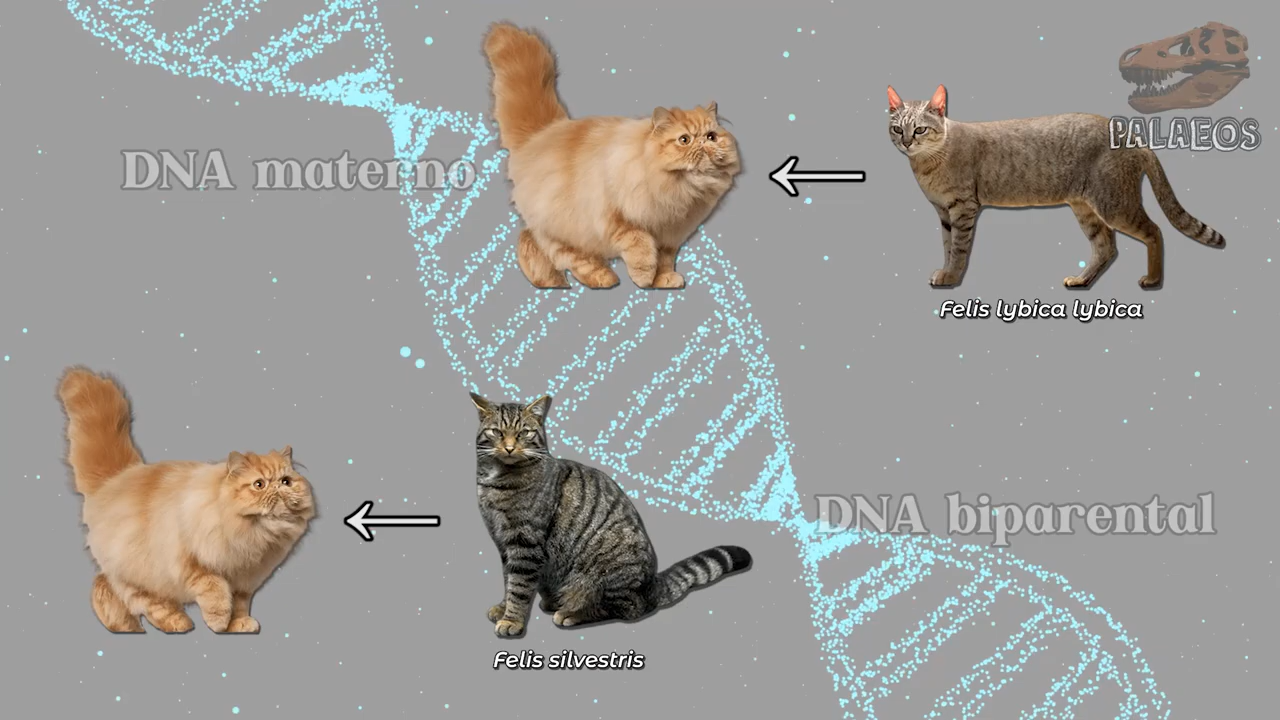 PALAEOS
DNA materno
Felis lybica lybica
DNA biparental
Felis silvestris